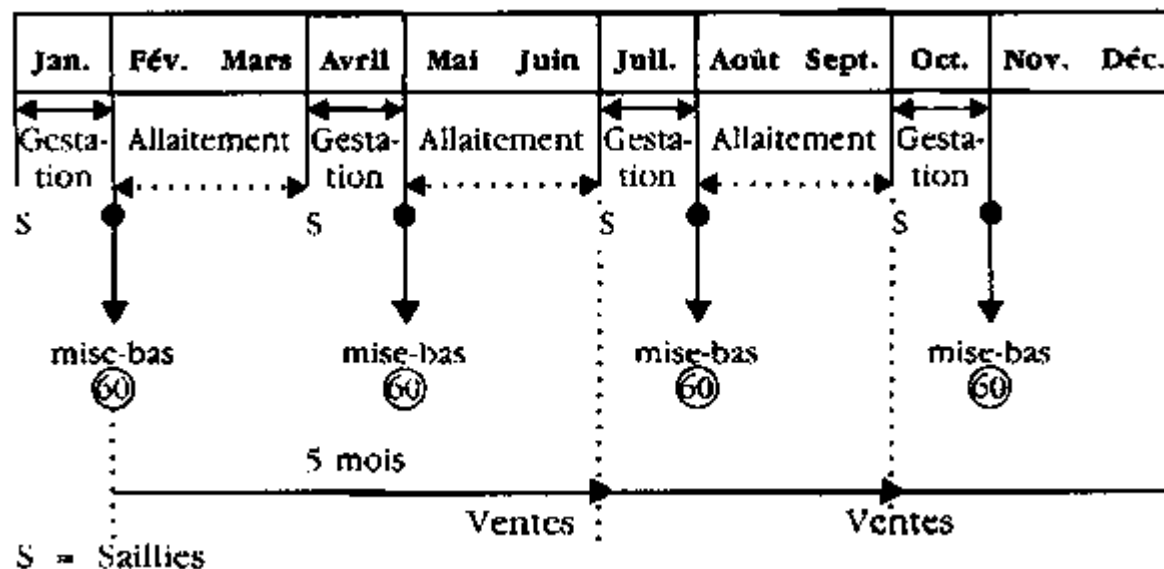 Jan. Fév. Mars Avril Mai Juin Juil. Août Sept. Oct. Nov. Déc.
Gesta- Allaitement Gesta- Allaitement Gesta- Allaitement Gesta-
tion tion tion tion
S S S S
mise-bas mise-bas mise-bas mise-bas
60 60 60 60
5 mois
Ventes Ventes
S = Saillies